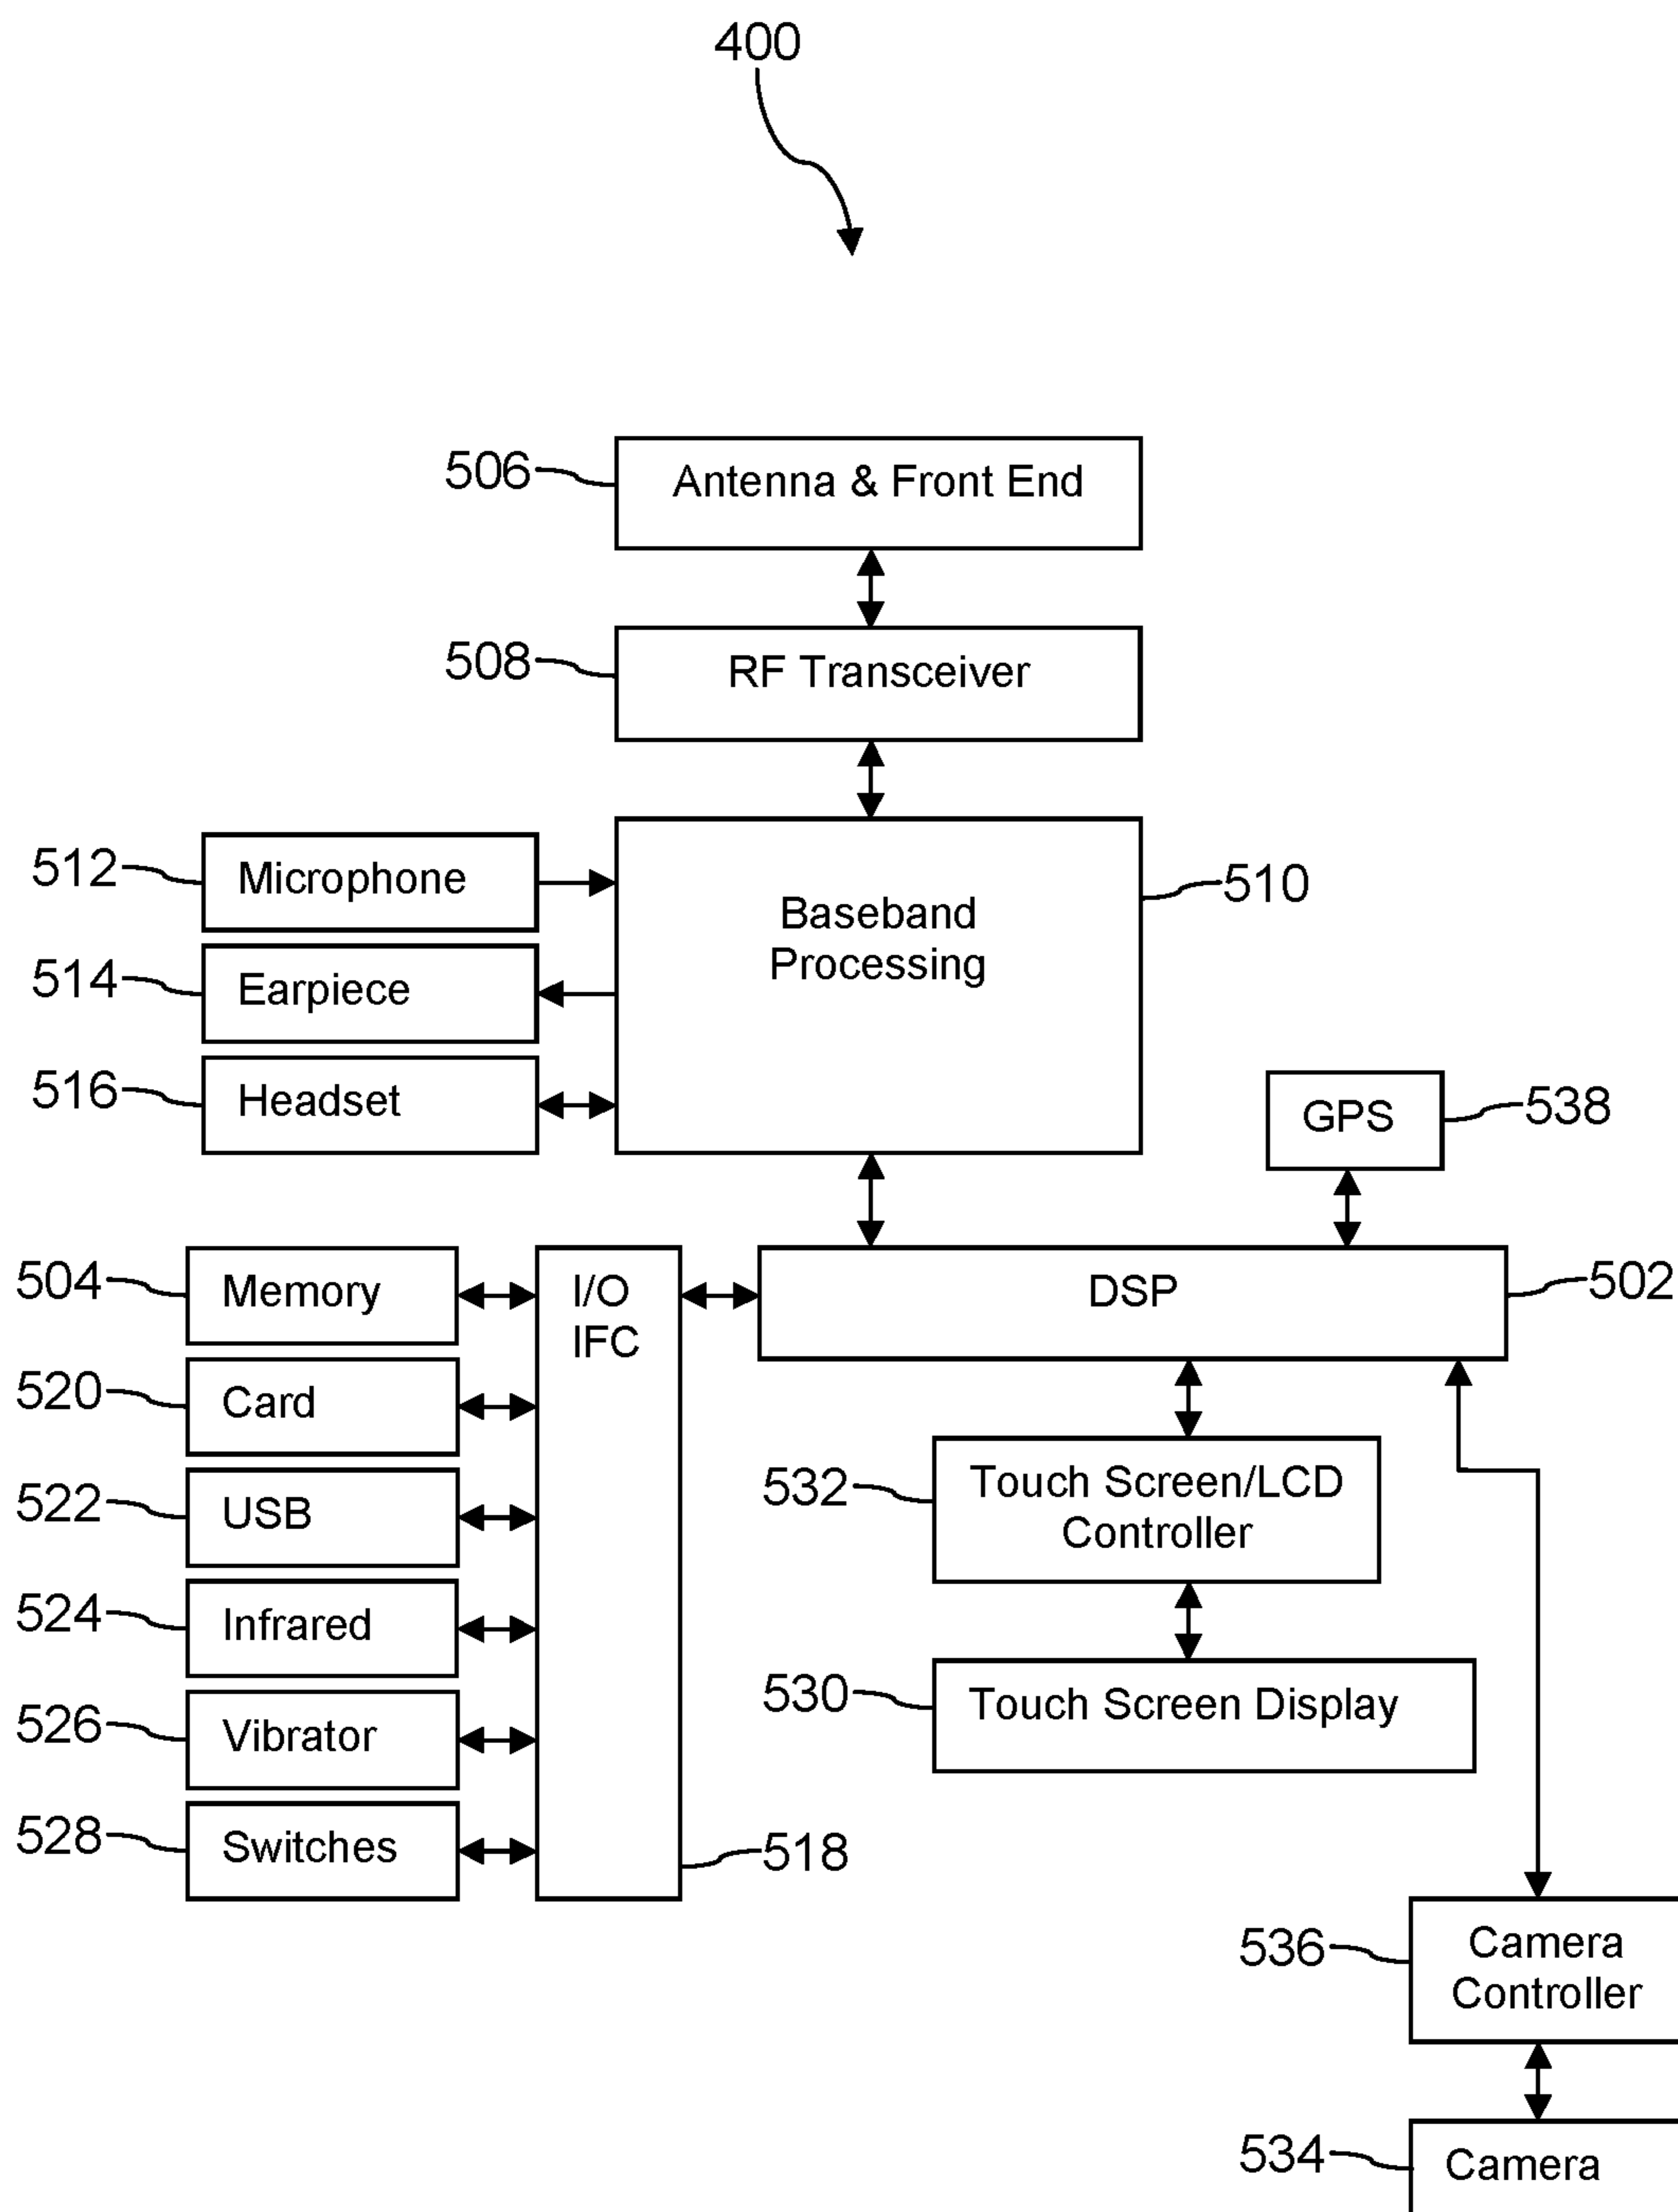 400
506
Antenna & Front End
508
RF Transceiver
512
Microphone
Baseband
Processing
510
514
Earpiece
516
Headset
GPS
538
504
Memory
I/O
IFC
DSP
502
520
Card
522
USB
532
Touch Screen/LCD
Controller
524
Infrared
526
Vibrator
530
Touch Screen Display
528
Switches
518
536
Camera
Controller
534
Camera